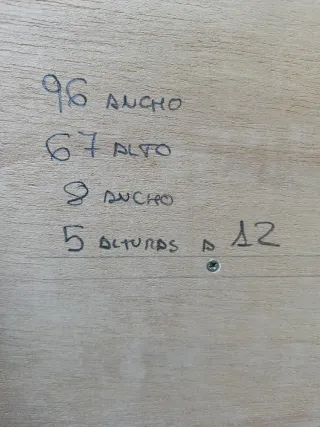 96 ANCHO
67 ALTO
8 ANCHO
5 ALTURAS A 12